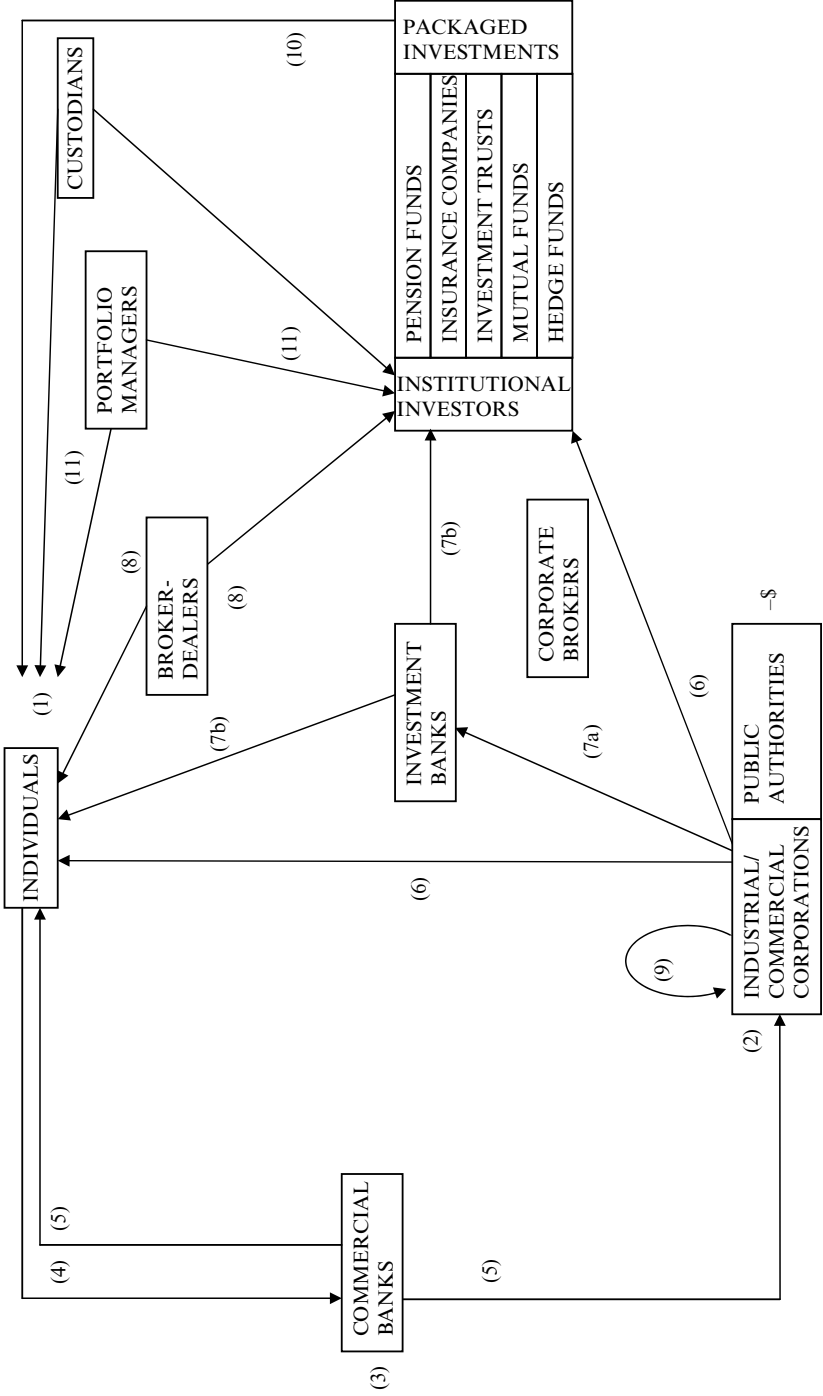 (1)
INDIVIDUALS
(4)
(5)
(3)
COMMERCIAL
BANKS
(5)
(2)
INDUSTRIAL/
COMMERCIAL
CORPORATIONS
PUBLIC
AUTHORITIES
–$
(9)
(6)
(6)
(7a)
INVESTMENT
BANKS
(7b)
(7b)
CORPORATE
BROKERS
BROKER-
DEALERS
(8)
(8)
PORTFOLIO
MANAGERS
(11)
(11)
CUSTODIANS
(10)
INSTITUTIONAL
INVESTORS
PENSION FUNDS
INSURANCE COMPANIES
INVESTMENT TRUSTS
MUTUAL FUNDS
HEDGE FUNDS
PACKAGED
INVESTMENTS